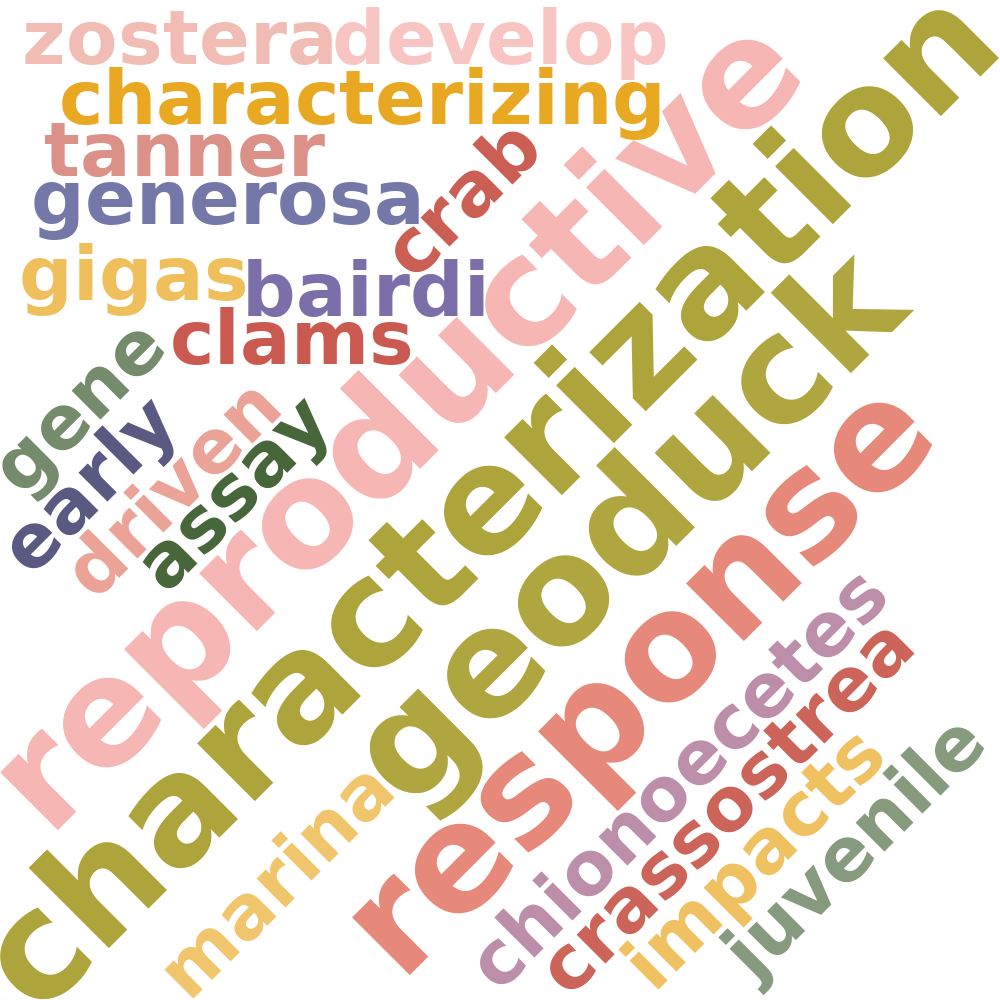 zostera
develop
characterizing
tanner
generosa
gigas
bairdi
clams
crab
gene
early
driven
assay
reproductive
characterization
geoduck
response
marina
chionoecetes
crassostrea
impacts
juvenile